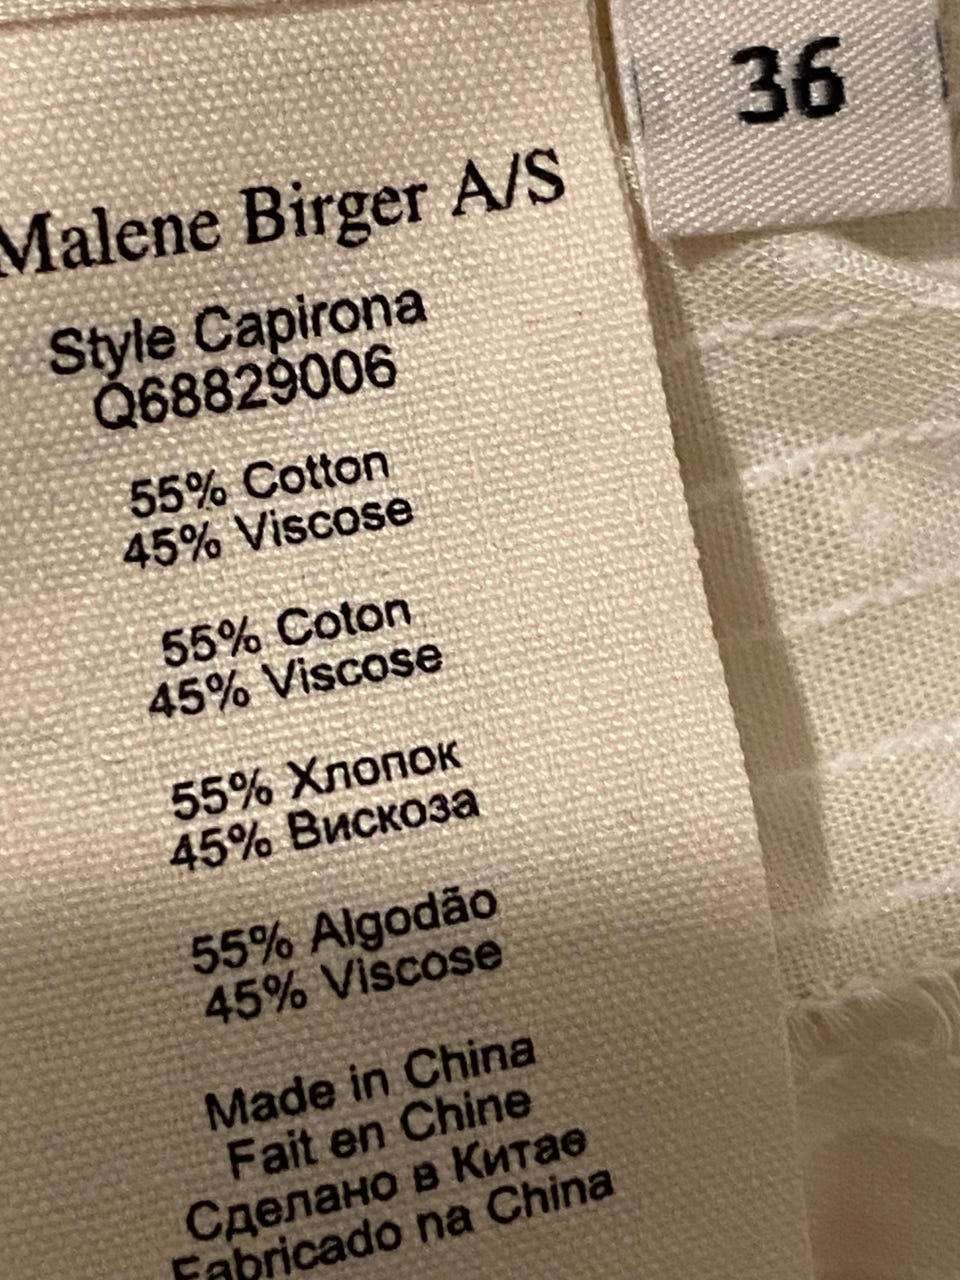 36
Malene Birger A/S
Style Capirona
Q68829006
55% Cotton
45% Viscose
55% Coton
45% Viscose
55% Хлопок
45% Вискоза
55% Algodão
45% Viscose
Made in China
Fait en Chine
Сделано в Китае
Fabricado na China